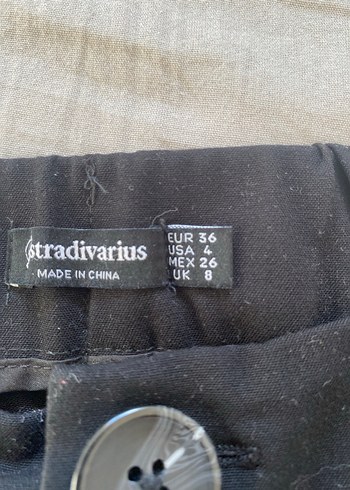 stradivarius
MADE IN CHINA
EUR 36
USA 4
MEX 26
UK 8